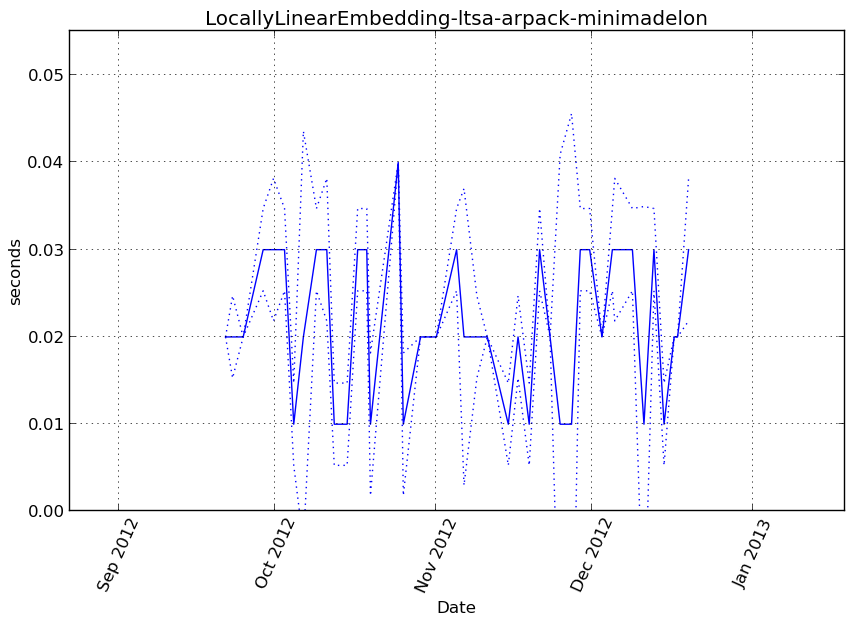 LocallyLinearEmbedding-ltsa-arpack-minimadelon
0.05
0.04
0.03
0.02
0.01
0.00
seconds
Sep 2012
Oct 2012
Nov 2012
Dec 2012
Jan 2013
Date